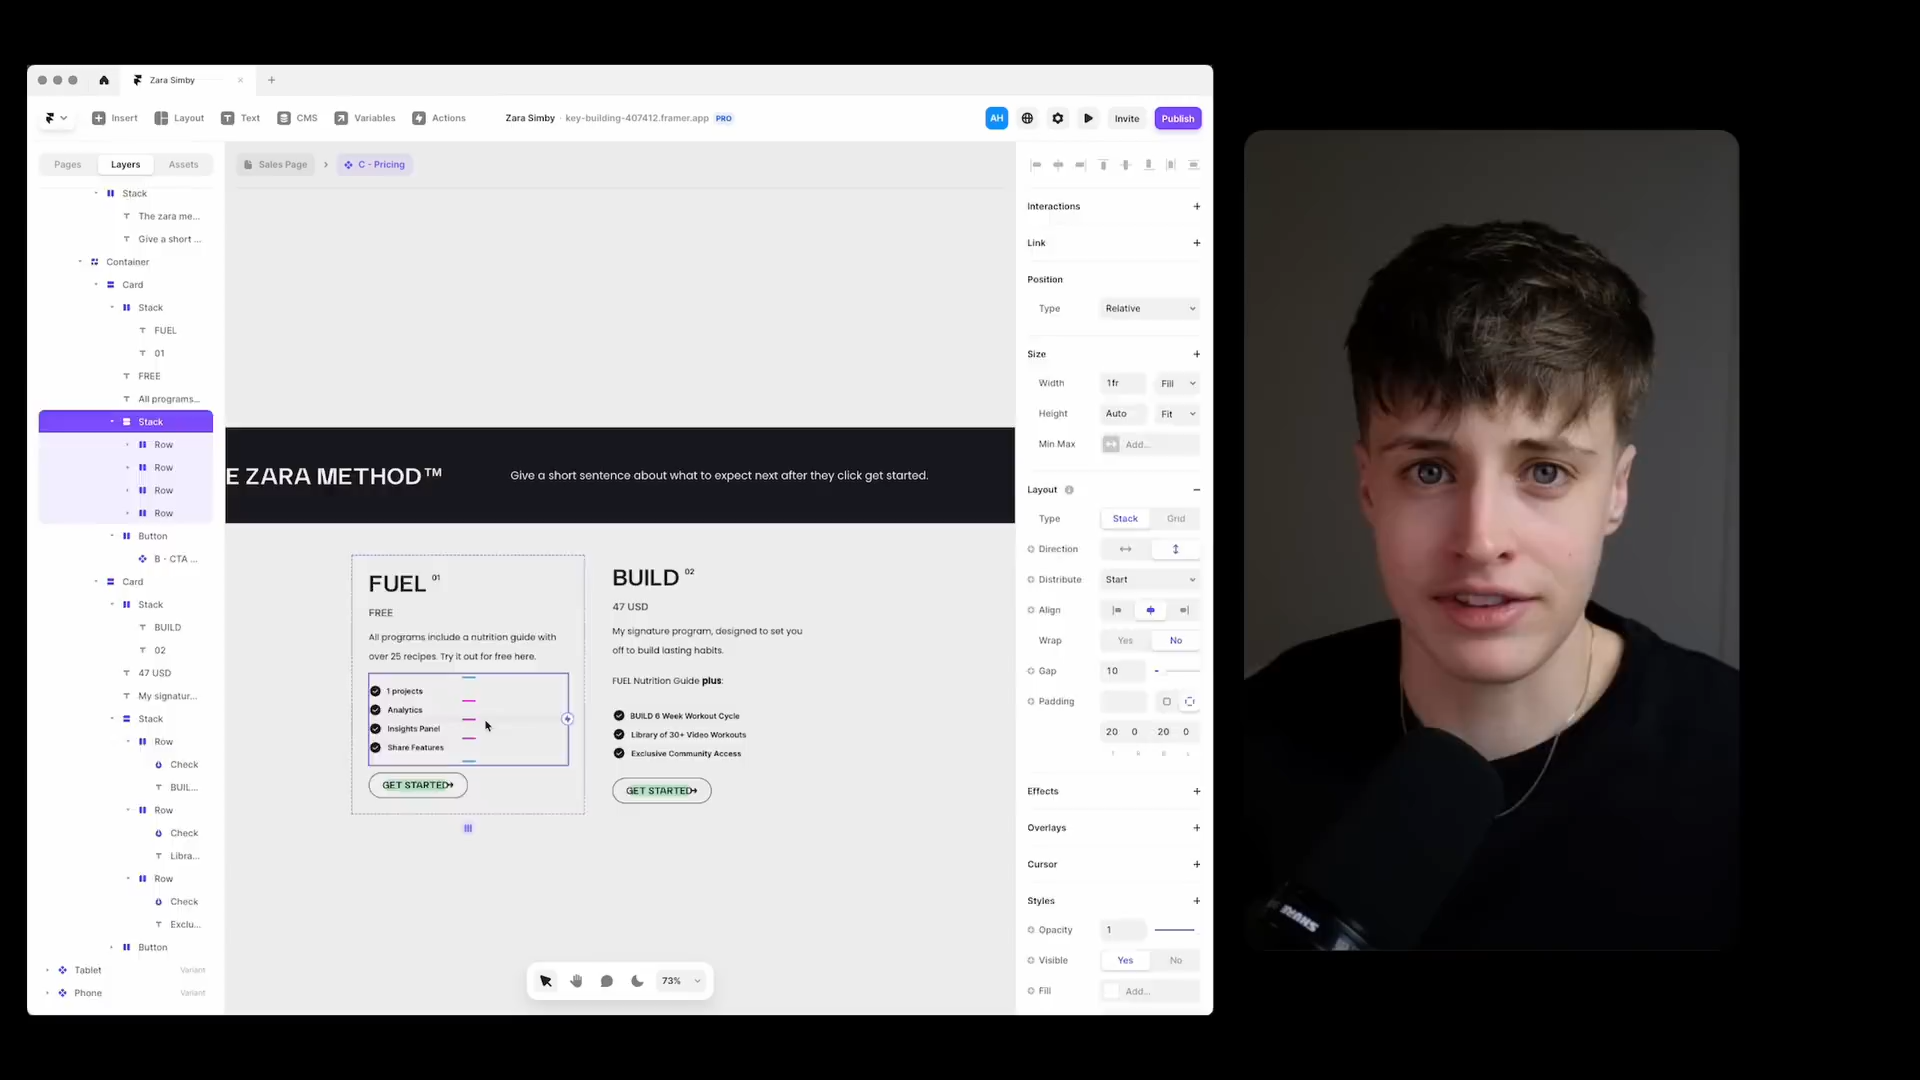 Zara Simby
Insert
Layout
Text
CMS
Variables
Actions
Zara Simby · key-building-407412.framer.app PRO
AH
Invite
Publish
Pages
Layers
Assets
Stack
The zara me...
Give a short ...
Container
Card
Stack
FUEL
01
FREE
All programs...
Stack
Row
Row
Row
Row
Button
B - CTA ...
Card
Stack
BUILD
02
47 USD
My signatur...
Stack
Row
Check
BUIL...
Row
Check
Libra...
Row
Check
Exclu...
Button
Tablet Variant
Phone Variant
Sales Page
C - Pricing
E ZARA METHOD™
Give a short sentence about what to expect next after they click get started.
FUEL 01
FREE
All programs include a nutrition guide with
over 25 recipes. Try it out for free here.
1 projects
Analytics
Insights Panel
Share Features
GET STARTED
BUILD 02
47 USD
My signature program, designed to set you
off to build lasting habits.
FUEL Nutrition Guide plus:
BUILD 6 Week Workout Cycle
Library of 30+ Video Workouts
Exclusive Community Access
GET STARTED
73%
Interactions
Link
Position
Type Relative
Size
Width 1fr Fill
Height Auto Fit
Min Max Add...
Layout
Type Stack Grid
Direction
Distribute Start
Align
Wrap Yes No
Gap 10
Padding
20 0 20 0
T R B L
Effects
Overlays
Cursor
Styles
Opacity 1
Visible Yes No
Fill Add...
SHURE